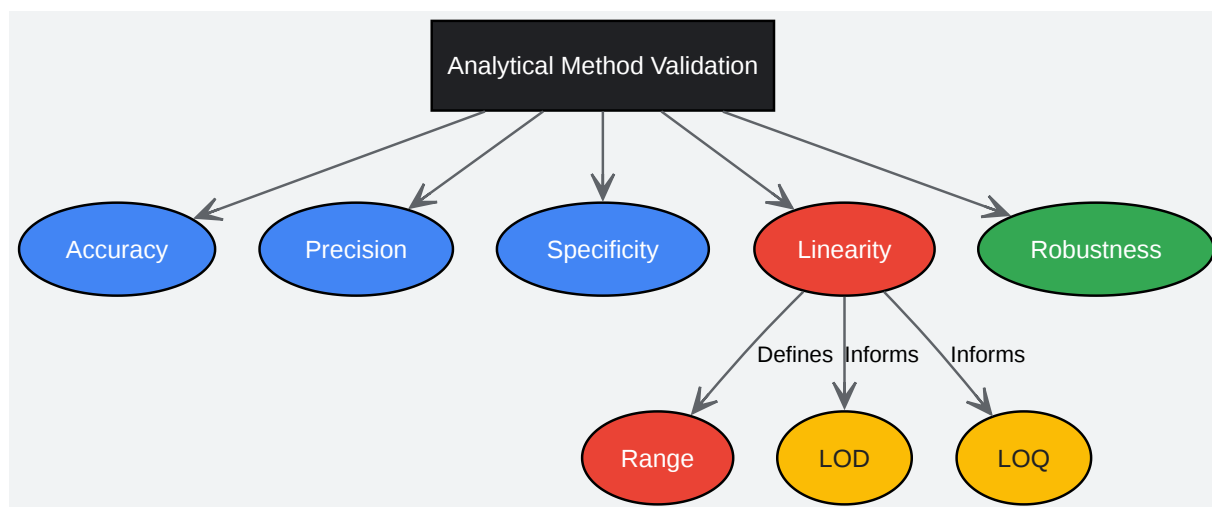 Analytical Method Validation
Accuracy
Precision
Specificity
Linearity
Robustness
Defines
Informs
Informs
Range
LOD
LOQ